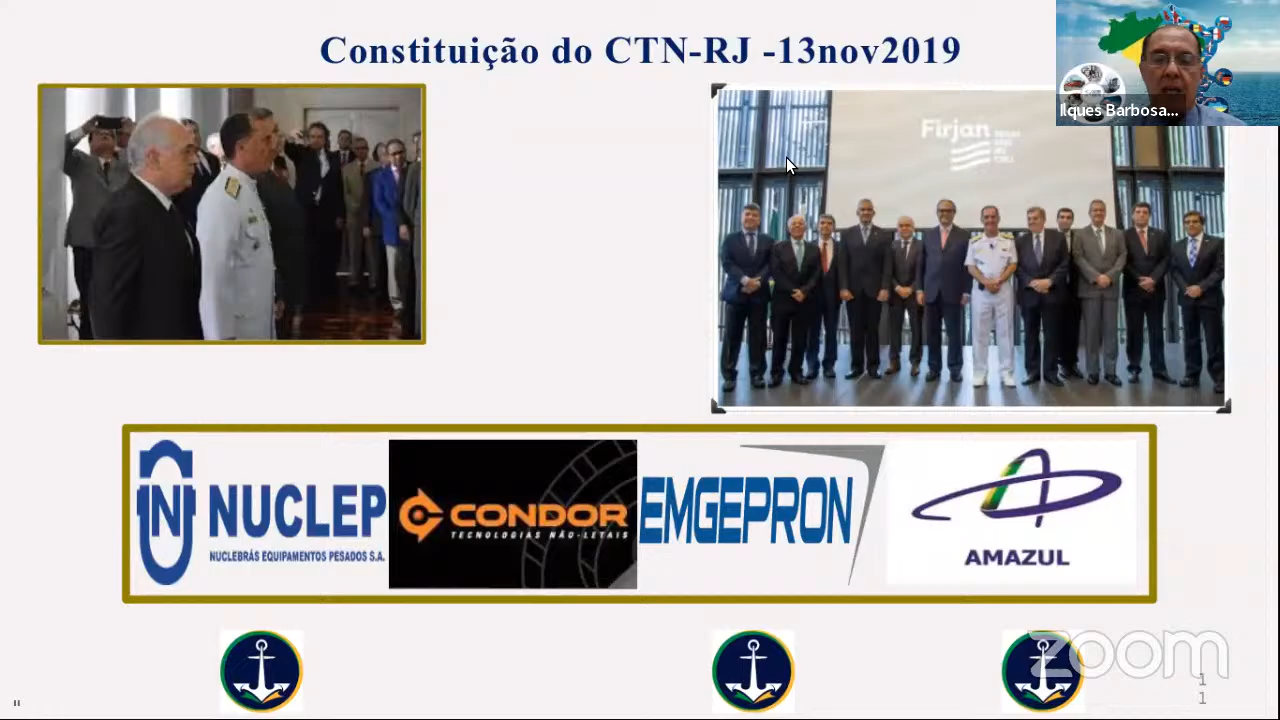 Constituição do CTN-RJ -13nov2019
Ilques Barbosa...
Firjan
NUCLEP
NUCLEBRÁS EQUIPAMENTOS PESADOS S.A.
CONDOR
TECNOLOGIAS NÃO-LETAIS
EMGEPRON
AMAZUL
zoom
1
1